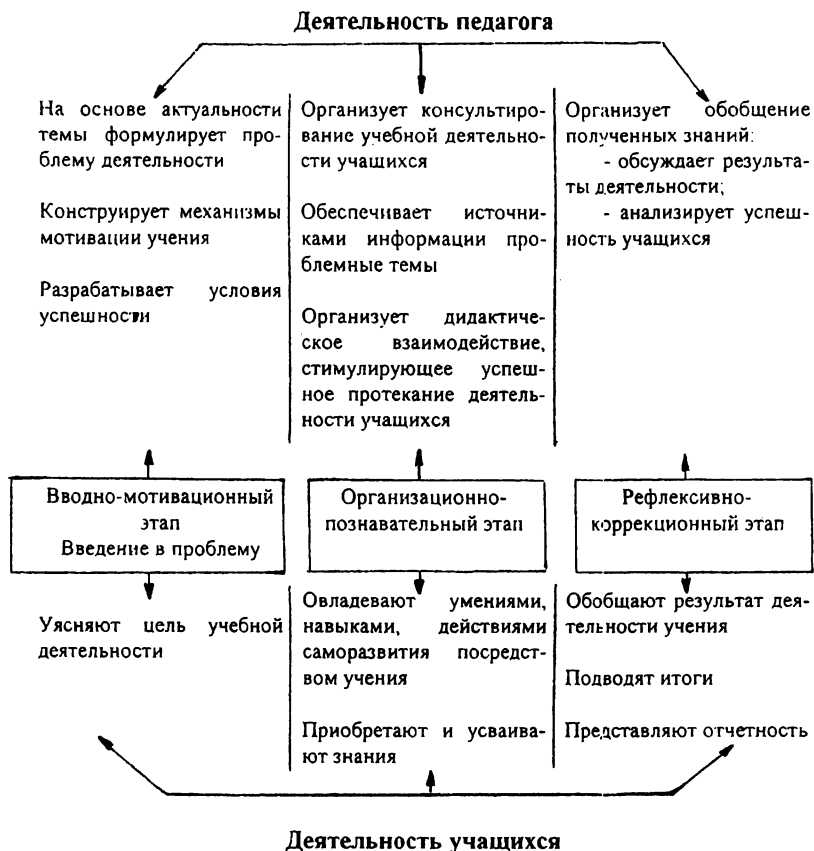 Деятельность педагога
На основе актуальности
темы формулирует про-
блему деятельности
Конструирует механизмы
мотивации учения
Разрабатывает условия
успешности
Организует консультиро-
вание учебной деятельно-
сти учащихся
Обеспечивает источни-
ками информации про-
блемные темы
Организует дидактиче-
ское взаимодействие,
стимулирующее успеш-
ное протекание деятель-
ности учащихся
Организует обобщение
полученных знаний:
- обсуждает результа-
ты деятельности;
- анализирует успеш-
ность учащихся
Вводно-мотивационный
этап
Введение в проблему
Организационно-
познавательный этап
Рефлексивно-
коррекционный этап
Уясняют цель учебной
деятельности
Овладевают умениями,
навыками, действиями
саморазвития посредст-
вом учения
Приобретают и усваива-
ют знания
Обобщают результат дея-
тельности учения
Подводят итоги
Представляют отчетность
Деятельность учащихся